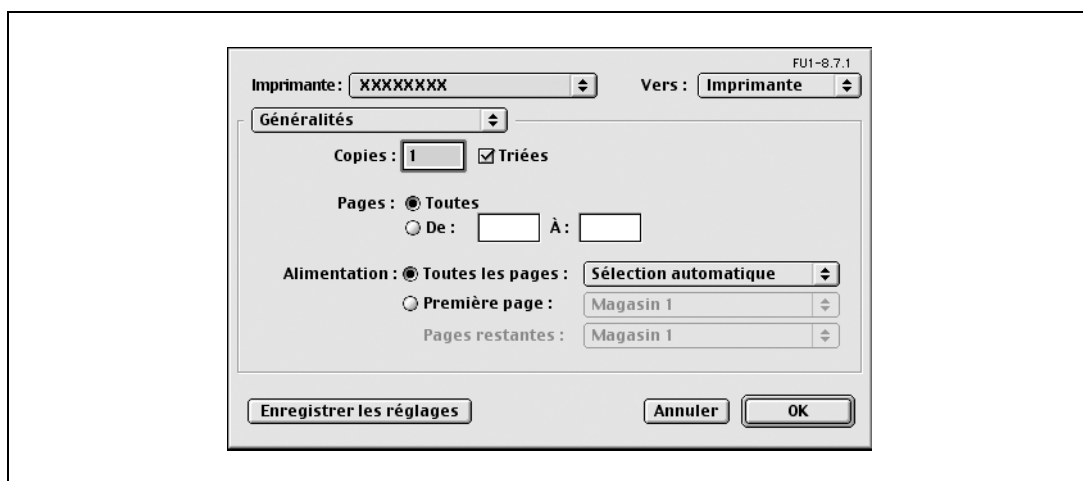 FU1-8.7.1
Imprimante : XXXXXXXX Vers : Imprimante
Généralités
Copies : 1 Triées
Pages : Toutes
De : À :
Alimentation : Toutes les pages : Sélection automatique
Première page : Magasin 1
Pages restantes : Magasin 1
Enregistrer les réglages Annuler OK